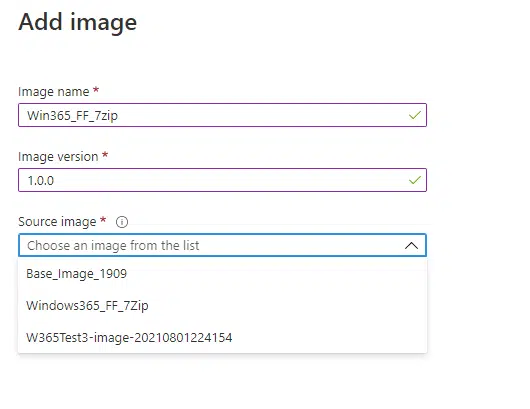 Add image
Image name *
Win365_FF_7zip
Image version *
1.0.0
Source image *
Choose an image from the list
Base_Image_1909
Windows365_FF_7Zip
W365Test3-image-20210801224154